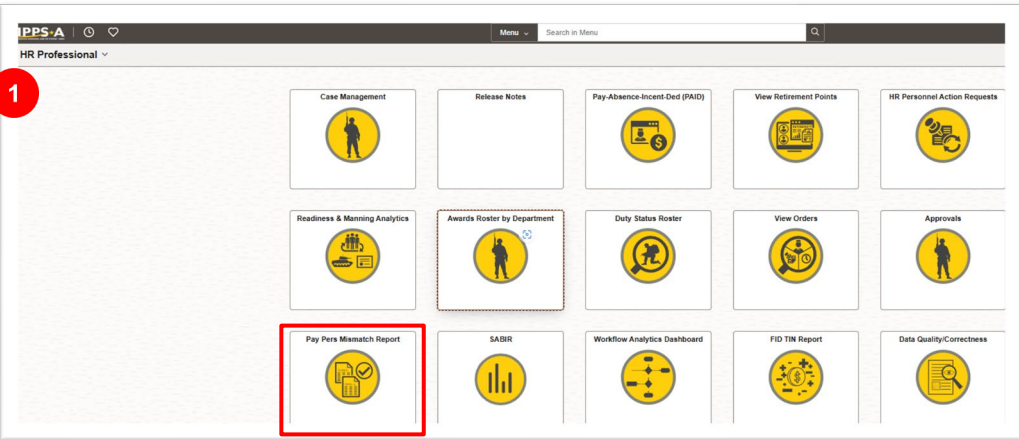 IPPS-A
Menu
Search in Menu
HR Professional
1
Case Management
Release Notes
Pay-Absence-Incent-Ded (PAID)
View Retirement Points
HR Personnel Action Requests
Readiness & Manning Analytics
Awards Roster by Department
Duty Status Roster
View Orders
Approvals
Pay Pers Mismatch Report
SABIR
Workflow Analytics Dashboard
FID TIN Report
Data Quality/Correctness